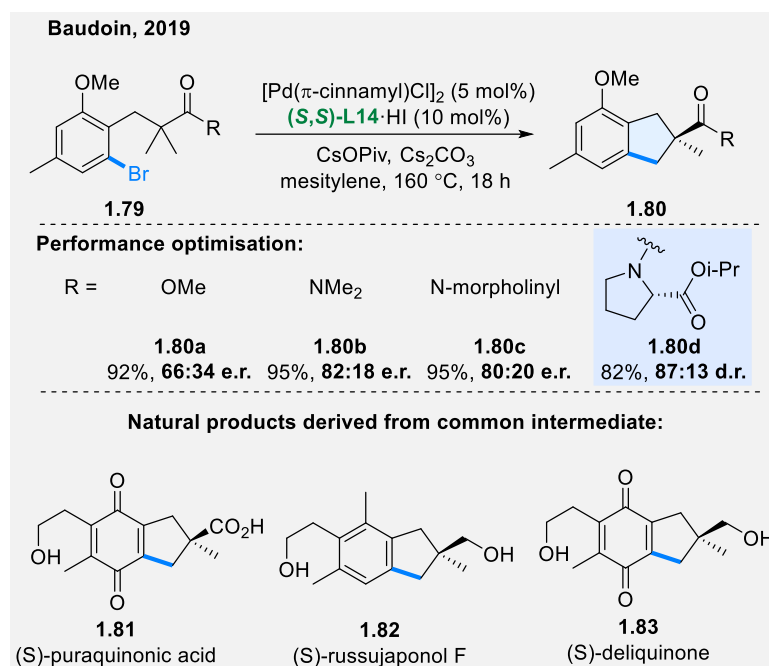 Baudoin, 2019
OMe
O
R
Br
1.79
[Pd(π-cinnamyl)Cl]2 (5 mol%)
(S,S)-L14·HI (10 mol%)
CsOPiv, Cs2CO3
mesitylene, 160 °C, 18 h
OMe
O
R
1.80
Performance optimisation:
R = OMe NMe2 N-morpholinyl
N
Oi-Pr
O
1.80a 1.80b 1.80c 1.80d
92%, 66:34 e.r. 95%, 82:18 e.r. 95%, 80:20 e.r. 82%, 87:13 d.r.
Natural products derived from common intermediate:
O
CO2H
OH
O
1.81
(S)-puraquinonic acid
OH
OH
1.82
(S)-russujaponol F
O
OH
OH
O
1.83
(S)-deliquinone